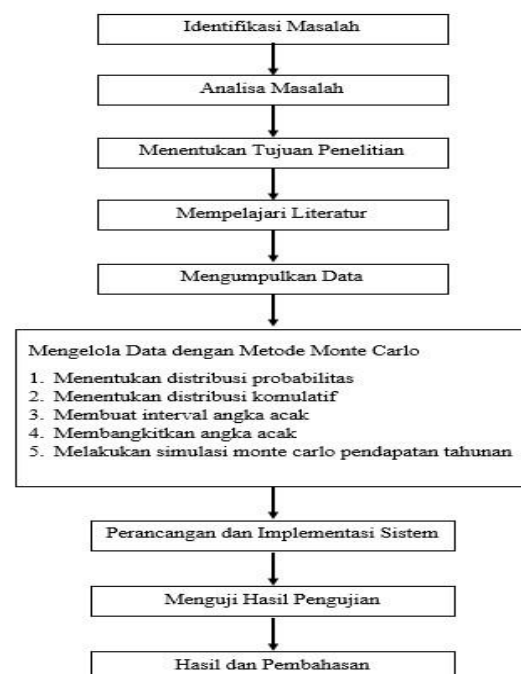 Identifikasi Masalah
Analisa Masalah
Menentukan Tujuan Penelitian
Mempelajari Literatur
Mengumpulkan Data
Mengelola Data dengan Metode Monte Carlo
1. Menentukan distribusi probabilitas
2. Menentukan distribusi komulatif
3. Membuat interval angka acak
4. Membangkitkan angka acak
5. Melakukan simulasi monte carlo pendapatan tahunan
Perancangan dan Implementasi Sistem
Menguji Hasil Pengujian
Hasil dan Pembahasan